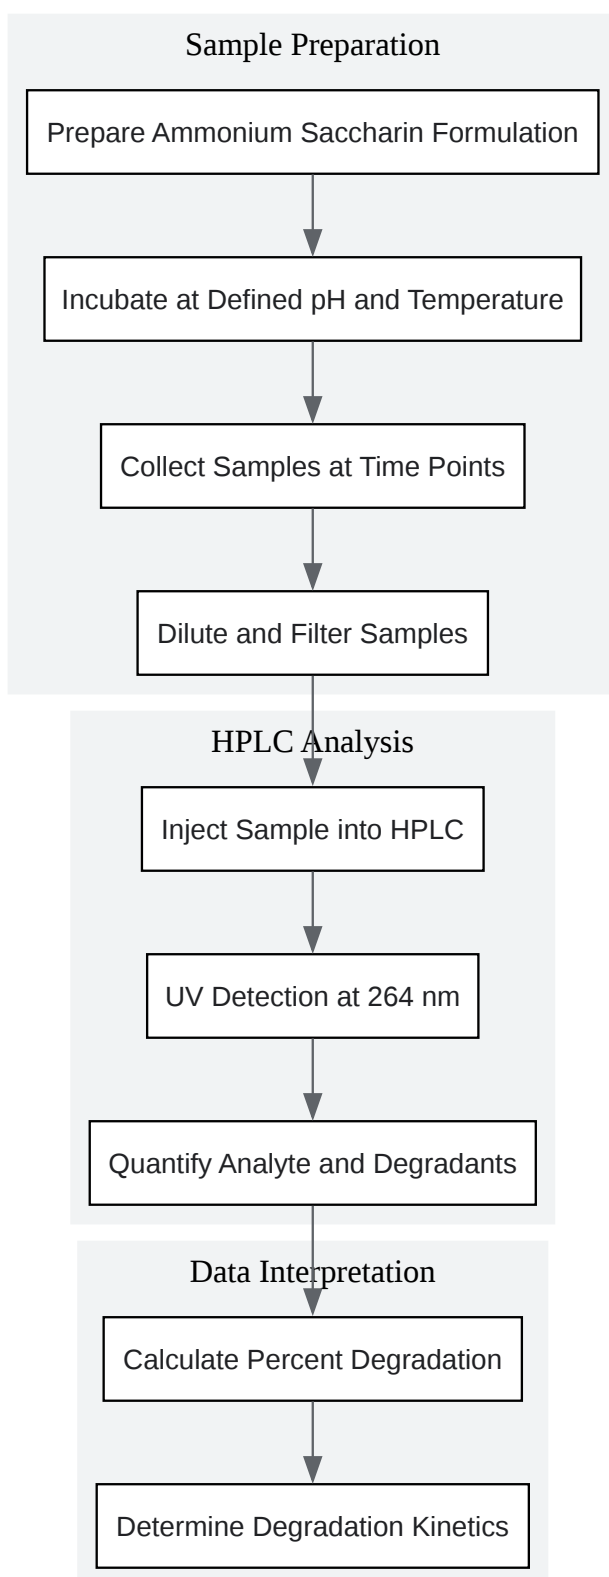 Sample Preparation
Prepare Ammonium Saccharin Formulation
Incubate at Defined pH and Temperature
Collect Samples at Time Points
Dilute and Filter Samples
HPLC Analysis
Inject Sample into HPLC
UV Detection at 264 nm
Quantify Analyte and Degradants
Data Interpretation
Calculate Percent Degradation
Determine Degradation Kinetics